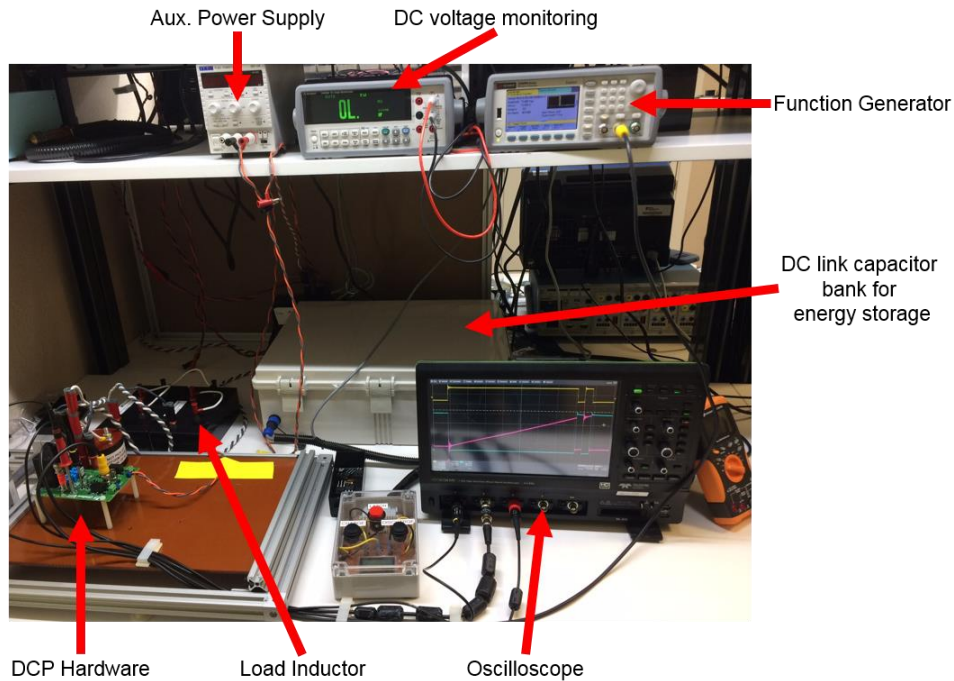 Aux. Power Supply
DC voltage monitoring
OL.
Function Generator
DC link capacitor
bank for
energy storage
DCP Hardware
Load Inductor
Oscilloscope